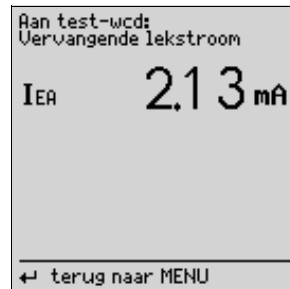 Aan test-wcd:
Vervangende lekstroom
IEA 2.13 mA
↵ terug naar MENU